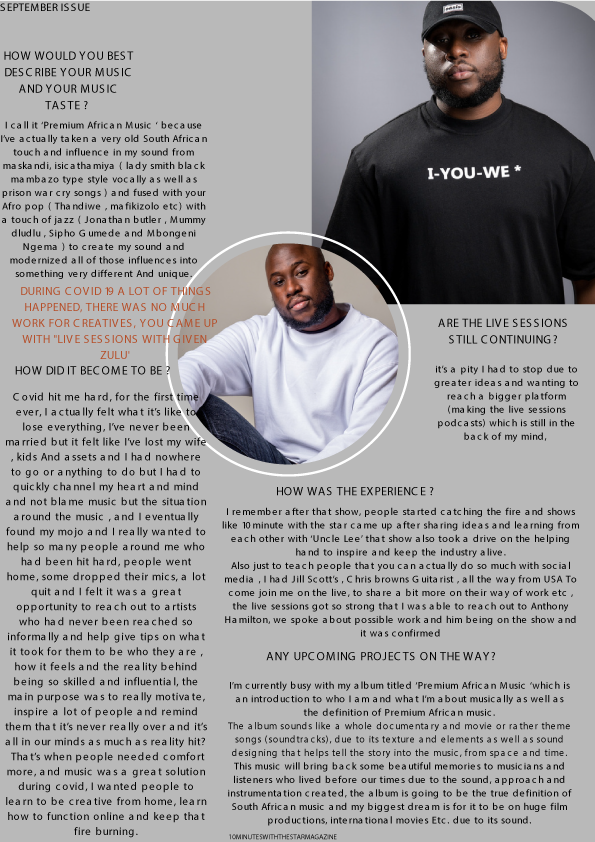 SEPTEMBER ISSUE
HOW WOULD YOU BEST
DESCRIBE YOUR MUSIC
AND YOUR MUSIC
TASTE ?
I call it ‘Premium African Music ‘ because
I’ve actually taken a very old South African
touch and influence in my sound from
maskandi, isicathamiya ( lady smith black
mambazo type style vocally as well as
prison war cry songs ) and fused with your
Afro pop ( Thandiwe , mafikizolo etc) with
a touch of jazz ( Jonathan butler , Mummy
dludlu , Sipho Gumede and Mbongeni
Ngema ) to create my sound and
modernized all of those influences into
something very different And unique.
DURING COVID 19 A LOT OF THINGS
HAPPENED, THERE WAS NO MUCH
WORK FOR CREATIVES, YOU CAME UP
WITH "LIVE SESSIONS WITH GIVEN
ZULU'
HOW DID IT BECOME TO BE ?
Covid hit me hard, for the first time
ever, I actually felt what it’s like to
lose everything, I’ve never been
married but it felt like I’ve lost my wife
, kids And assets and I had nowhere
to go or anything to do but I had to
quickly channel my heart and mind
and not blame music but the situation
around the music , and I eventually
found my mojo and I really wanted to
help so many people around me who
had been hit hard, people went
home, some dropped their mics, a lot
quit and I felt it was a great
opportunity to reach out to artists
who had never been reached so
informally and help give tips on what
it took for them to be who they are ,
how it feels and the reality behind
being so skilled and influential, the
main purpose was to really motivate,
inspire a lot of people and remind
them that it’s never really over and it’s
all in our minds as much as reality hit?
That’s when people needed comfort
more, and music was a great solution
during covid, I wanted people to
learn to be creative from home, learn
how to function online and keep that
fire burning.
I-YOU-WE *
ARE THE LIVE SESSIONS
STILL CONTINUING?
it’s a pity I had to stop due to
greater ideas and wanting to
reach a bigger platform
(making the live sessions
podcasts) which is still in the
back of my mind,
HOW WAS THE EXPERIENCE ?
I remember after that show, people started catching the fire and shows
like 10 minute with the star came up after sharing ideas and learning from
each other with ‘Uncle Lee’ that show also took a drive on the helping
hand to inspire and keep the industry alive.
Also just to teach people that you can actually do so much with social
media , I had Jill Scott’s , Chris browns Guitarist , all the way from USA To
come join me on the live, to share a bit more on their way of work etc ,
the live sessions got so strong that I was able to reach out to Anthony
Hamilton, we spoke about possible work and him being on the show and
it was confirmed
ANY UPCOMING PROJECTS ON THE WAY?
I’m currently busy with my album titled ‘Premium African Music ‘which is
an introduction to who I am and what I’m about musically as well as
the definition of Premium African music.
The album sounds like a whole documentary and movie or rather theme
songs (soundtracks), due to its texture and elements as well as sound
designing that helps tell the story into the music, from space and time.
This music will bring back some beautiful memories to musicians and
listeners who lived before our times due to the sound, approach and
instrumentation created, the album is going to be the true definition of
South African music and my biggest dream is for it to be on huge film
productions, international movies Etc. due to its sound.
10MINUTESWITHTHESTARMAGAZINE